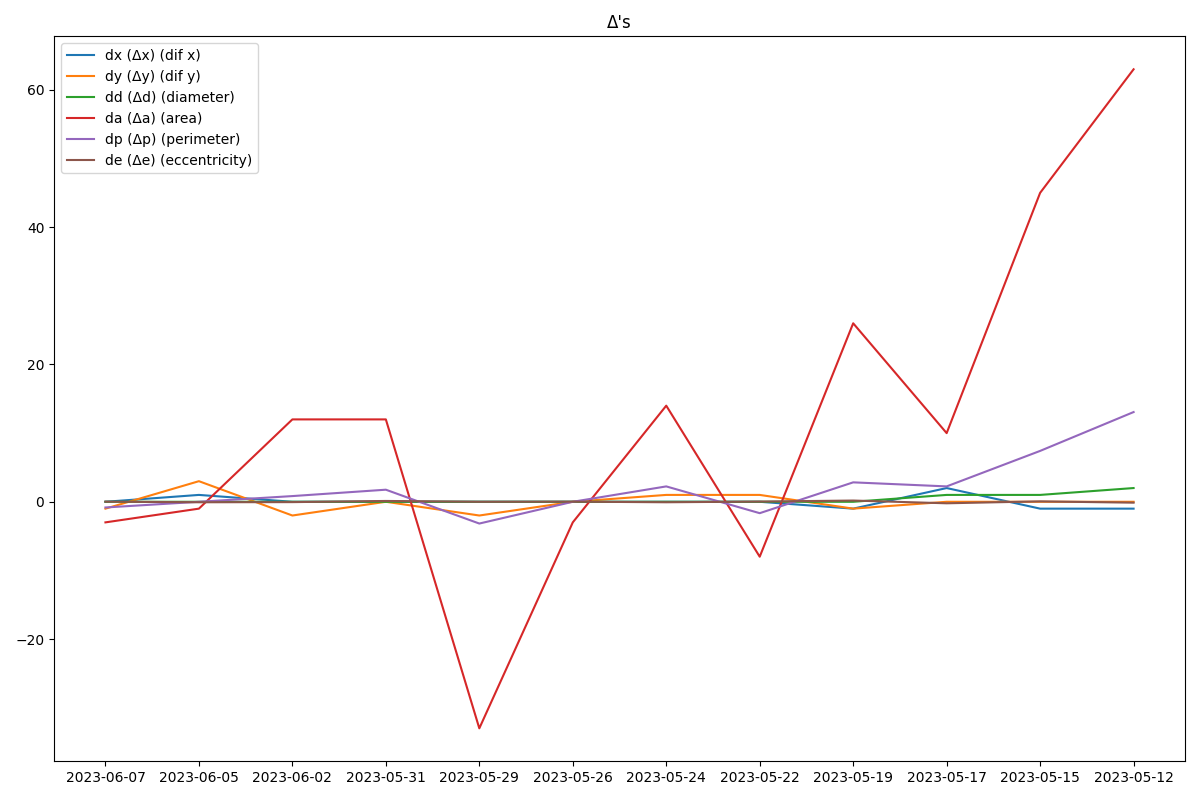 Δ's
dx (Δx) (dif x)
dy (Δy) (dif y)
dd (Δd) (diameter)
da (Δa) (area)
dp (Δp) (perimeter)
de (Δe) (eccentricity)
60
40
20
0
−20
2023-06-07 2023-06-05 2023-06-02 2023-05-31 2023-05-29 2023-05-26 2023-05-24 2023-05-22 2023-05-19 2023-05-17 2023-05-15 2023-05-12